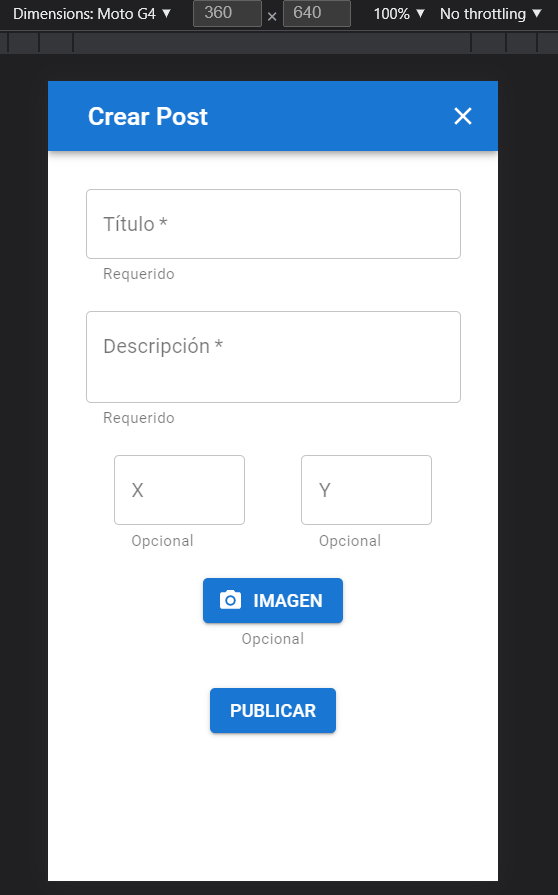 Dimensions: Moto G4 ▼ 360 × 640 100% ▼ No throttling ▼
Crear Post
Título *
Requerido
Descripción *
Requerido
X Y
Opcional Opcional
IMAGEN
Opcional
PUBLICAR